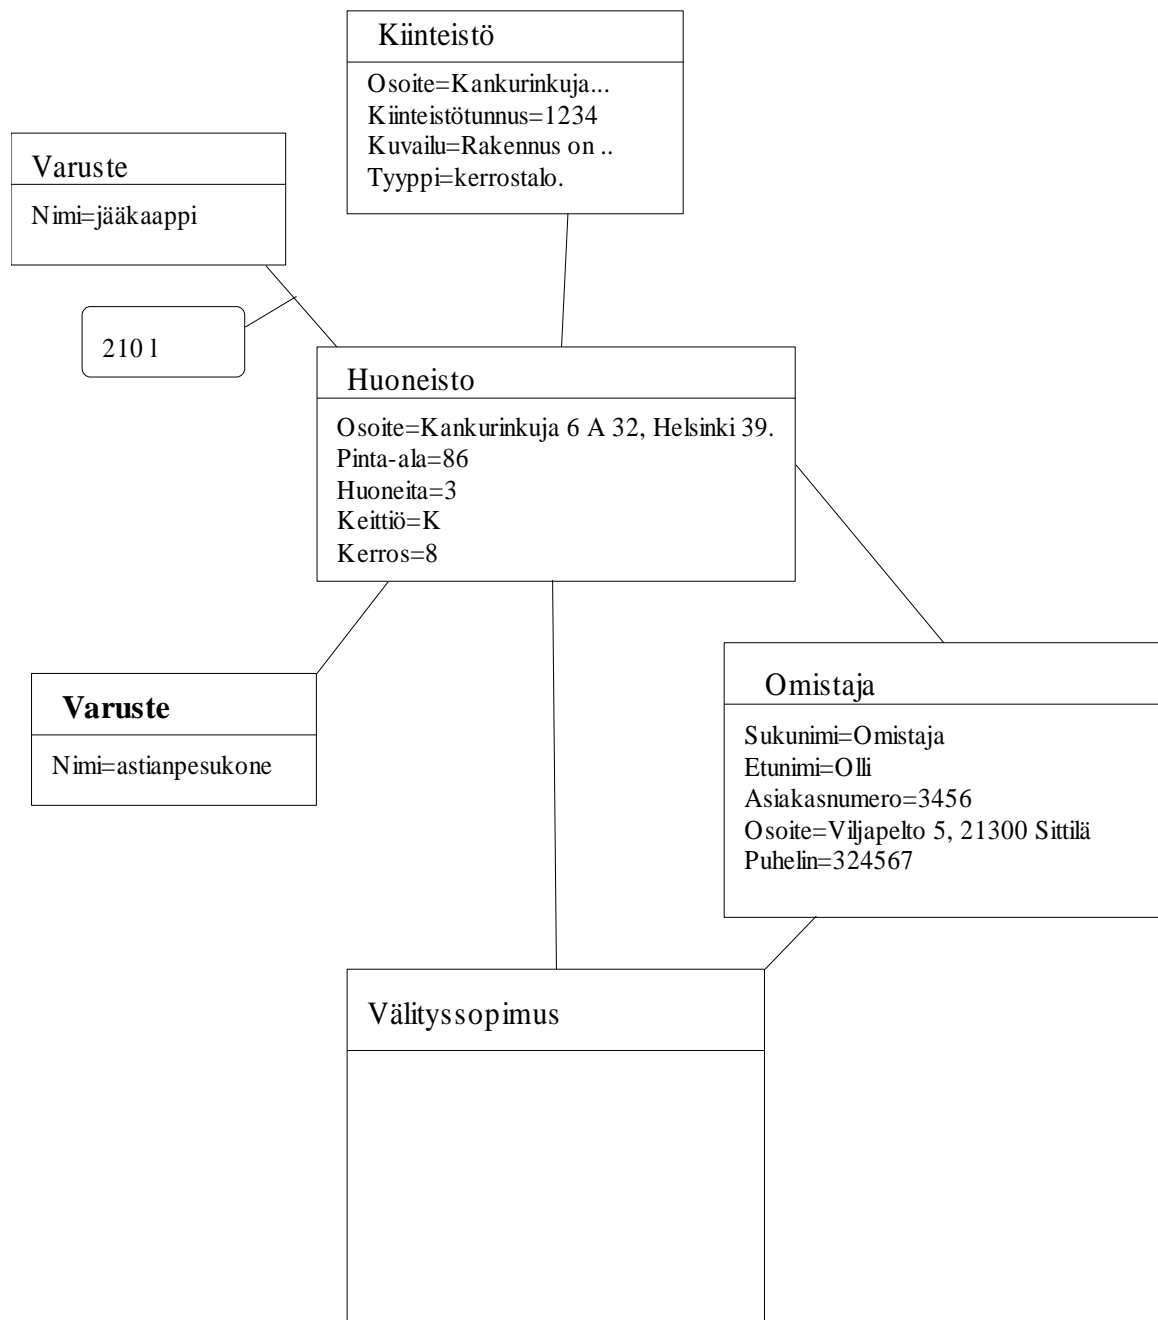 Kiinteistö
Osoite=Kankurinkuja...
Kiinteistötunnus=1234
Kuvailu=Rakennus on ..
Tyyppi=kerrostalo.
Varuste
Nimi=jääkaappi
210 l
Huoneisto
Osoite=Kankurinkuja 6 A 32, Helsinki 39.
Pinta-ala=86
Huoneita=3
Keittiö=K
Kerros=8
Varuste
Nimi=astianpesukone
Omistaja
Sukunimi=Omistaja
Etunimi=Olli
Asiakasnumero=3456
Osoite=Viljapelto 5, 21300 Sittilä
Puhelin=324567
Välityssopimus